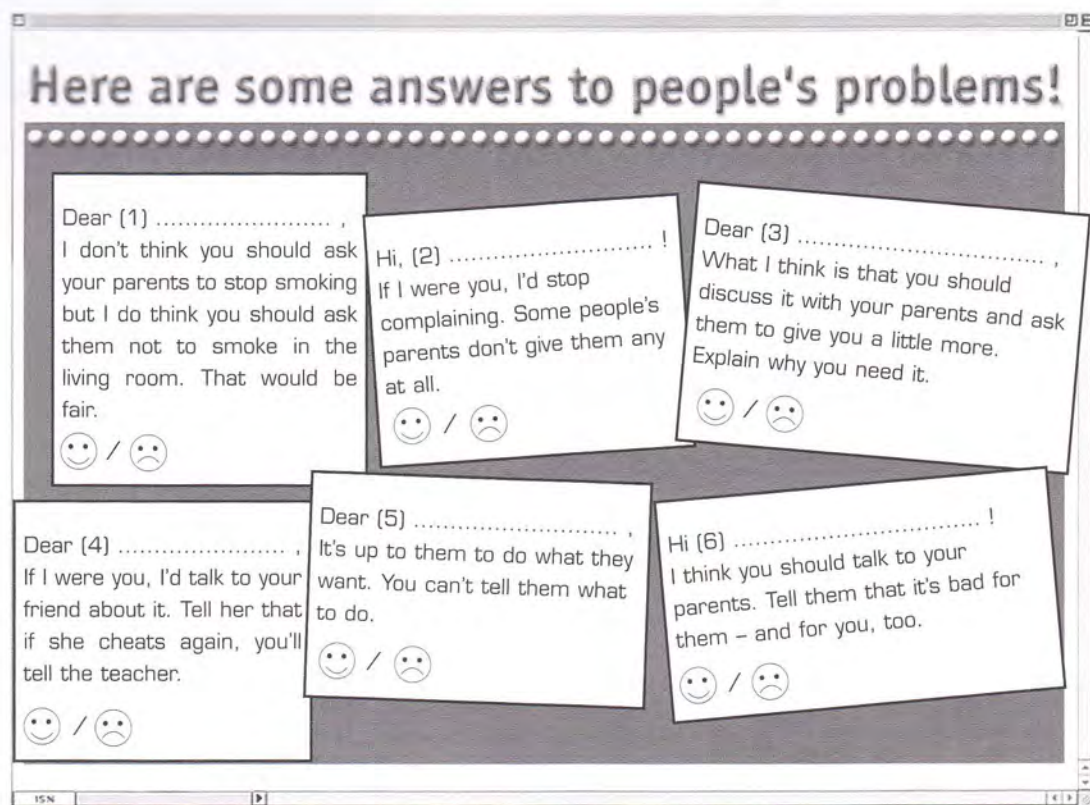 Here are some answers to people's problems!
Dear (1) ........................ ,
I don't think you should ask
your parents to stop smoking
but I do think you should ask
them not to smoke in the
living room. That would be
fair.
/
Hi, (2) ............................ !
If I were you, I'd stop
complaining. Some people's
parents don't give them any
at all.
/
Dear (3) ................................... ,
What I think is that you should
discuss it with your parents and ask
them to give you a little more.
Explain why you need it.
/
Dear (4) ....................... ,
If I were you, I'd talk to your
friend about it. Tell her that
if she cheats again, you'll
tell the teacher.
/
Dear (5) ............................ ,
It's up to them to do what they
want. You can't tell them what
to do.
/
Hi (6) .................................. !
I think you should talk to your
parents. Tell them that it's bad for
them – and for you, too.
/
15N